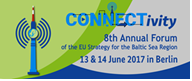 CONNECTivity
8th Annual Forum
of the EU Strategy for the Baltic Sea Region
13 & 14 June 2017 in Berlin